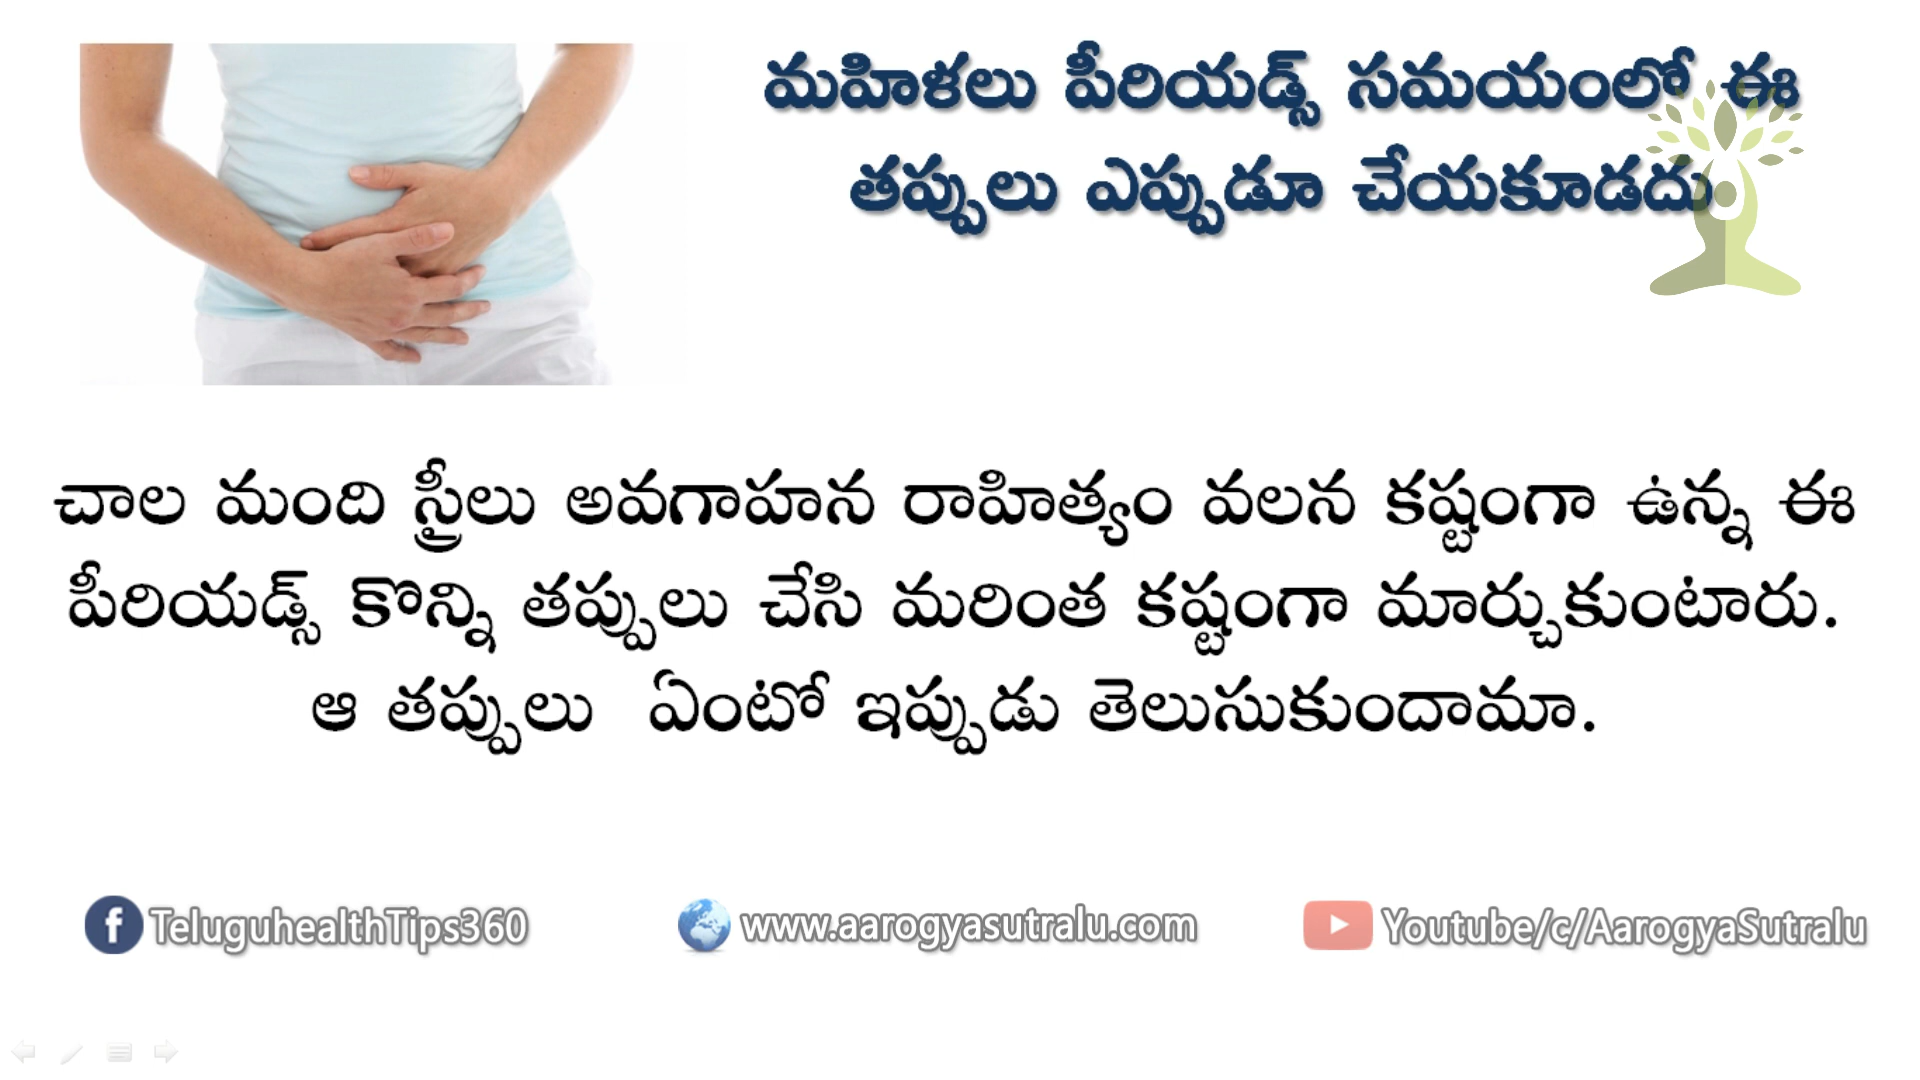 మహిళలు పీరియడ్స్ సమయంలో ఈ
తప్పులు ఎప్పుడూ చేయకూడదు
చాల మంది స్త్రీలు అవగాహన రాహిత్యం వలన కష్టంగా ఉన్న ఈ
పీరియడ్స్ కొన్ని తప్పులు చేసి మరింత కష్టంగా మార్చుకుంటారు.
ఆ తప్పులు ఏంటో ఇప్పుడు తెలుసుకుందామా.
TeluguhealthTips360
www.aarogyasutralu.com
Youtube/c/AarogyaSutralu